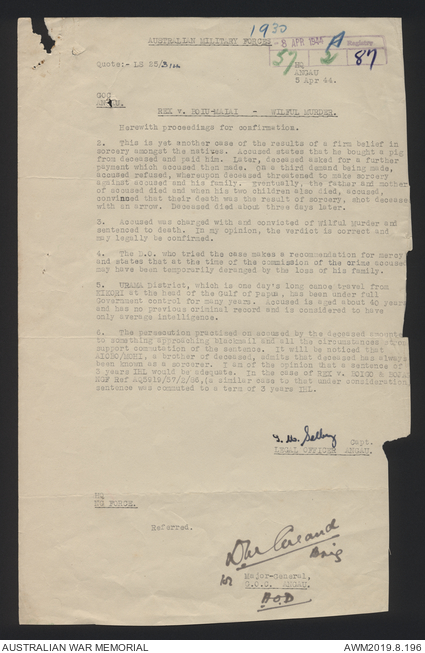 1930
AUSTRALIAN MILITARY FORCES
8 APR 1944
57 2 87
Quote:- LS 25/
HQ
ANGAU
5 Apr 44.
GOC
REX v. BOIU-MAIAI - WILFUL MURDER.
Herewith proceedings for confirmation.
2. This is yet another case of the results of a firm belief in
sorcery amongst the natives. Accused states that he bought a pig
from deceased and paid him. Later, deceased asked for a further
payment which accused then made. On a third demand being made,
accused refused, whereupon deceased threatened to make sorcery
against accused and his family. Eventually, the father and mother
of accused died and when his two children also died, accused,
convinced that their death was the result of sorcery, shot deceased
with an arrow. Deceased died about three days later.
3. Accused was charged with and convicted of Wilful Murder and
sentenced to death. In my opinion, the verdict is correct and
may legally be confirmed.
4. The D.O. who tried the case makes a recommendation for mercy
and states that at the time of the commission of the crime accused
may have been temporarily deranged by the loss of his family.
5. URAMA District, which is one day's long canoe travel from
KIKORI at the head of the Gulf of Papua, has been under full
Government control for many years. Accused is aged about 40 years
and has no previous criminal record and is considered to have
only average intelligence.
6. The persecution practised on accused by the deceased amounted
to something approaching blackmail and all the circumstances
support commutation of the sentence. It will be noticed that
a brother of deceased, admits that deceased has always
been known as a sorcerer. I am of the opinion that a sentence of
2 years IHL would be adequate. In the case of REX v.
NGF Ref (a similar case to that under consideration)
sentence was commuted to a term of 3 years IHL.
Capt.
LEGAL OFFICER ANGAU.
HQ
NG FORCE.
Referred.
Brig
for Major-General,
G.O.C. ANGAU.
AUSTRALIAN WAR MEMORIAL
AWM2019.8.196